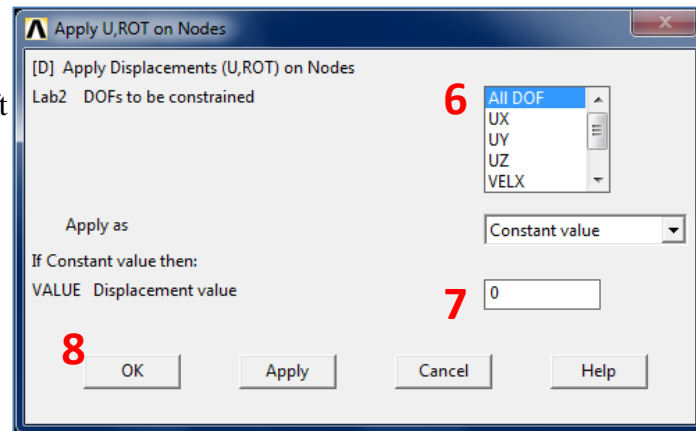 Apply U,ROT on Nodes
[D] Apply Displacements (U,ROT) on Nodes
ft
Lab2 DOFs to be constrained
6
All DOF
UX
UY
UZ
VELX
Apply as
Constant value
If Constant value then:
VALUE Displacement value
7
0
8
OK
Apply
Cancel
Help